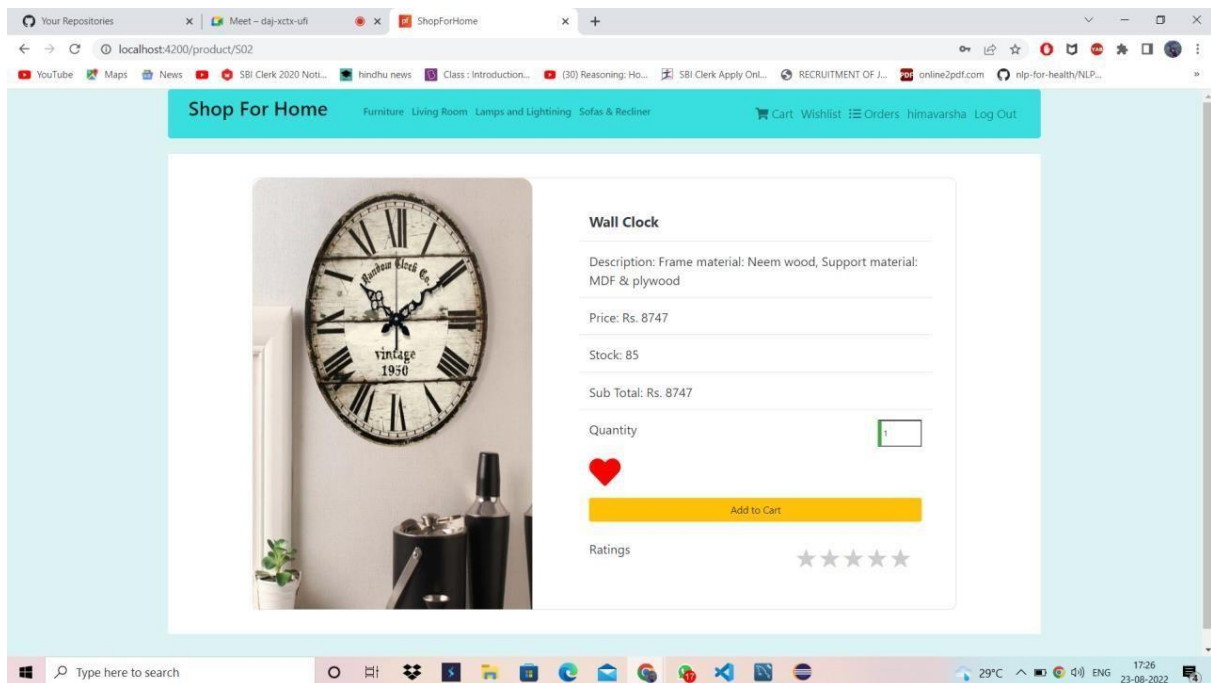 Your Repositories
Meet – daj-xctx-ufi
ShopForHome
localhost:4200/product/S02
YouTube
Maps
News
SBI Clerk 2020 Noti...
hindhu news
Class : Introduction...
(30) Reasoning: Ho...
SBI Clerk Apply Onl...
RECRUITMENT OF J...
online2pdf.com
nlp-for-health/NLP...
Shop For Home
Furniture Living Room Lamps and Lightining Sofas & Recliner
Cart Wishlist Orders himavarsha Log Out
Random Clock Co.
vintage
1950
Wall Clock
Description: Frame material: Neem wood, Support material:
MDF & plywood
Price: Rs. 8747
Stock: 85
Sub Total: Rs. 8747
Quantity
1
Add to Cart
Ratings
Type here to search
29°C
ENG
17:26
23-08-2022